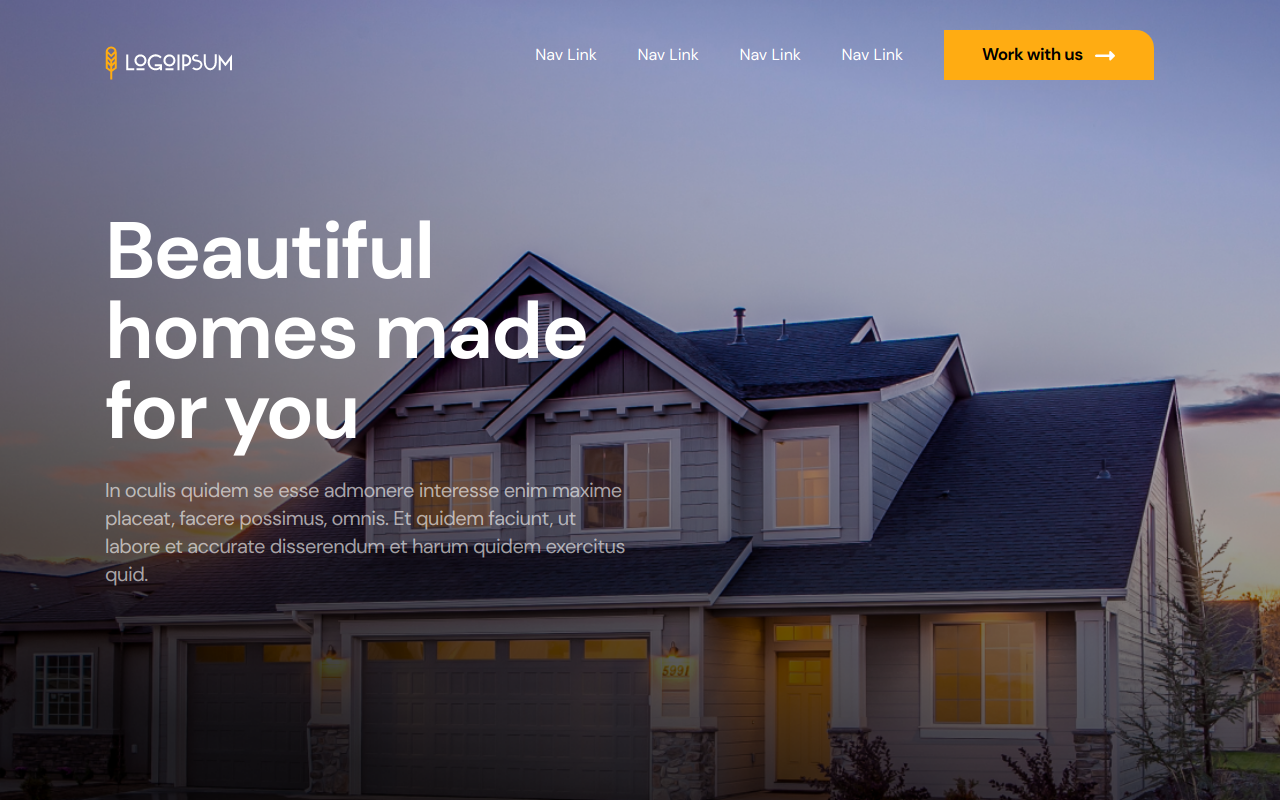 LOGOIPSUM
Nav Link
Nav Link
Nav Link
Nav Link
Work with us
Beautiful
homes made
for you
In oculis quidem se esse admonere interesse enim maxime
placeat, facere possimus, omnis. Et quidem faciunt, ut
labore et accurate disserendum et harum quidem exercitus
quid.
5991